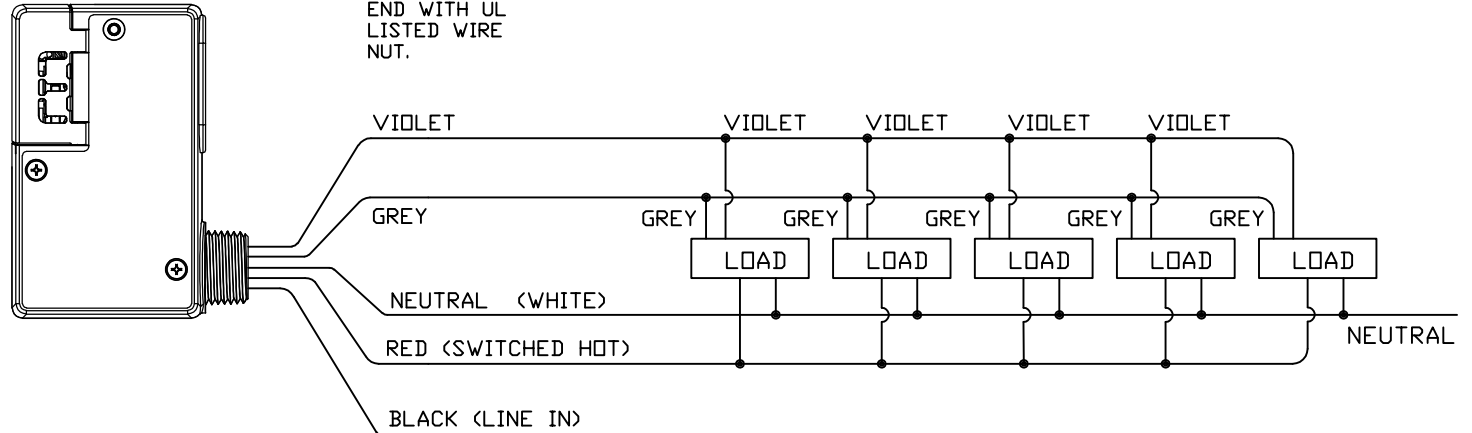 END WITH UL
LISTED WIRE
NUT.
VIOLET VIOLET VIOLET VIOLET VIOLET
GREY GREY GREY GREY GREY GREY
LOAD LOAD LOAD LOAD LOAD
NEUTRAL (WHITE)
NEUTRAL
RED (SWITCHED HOT)
BLACK (LINE IN)